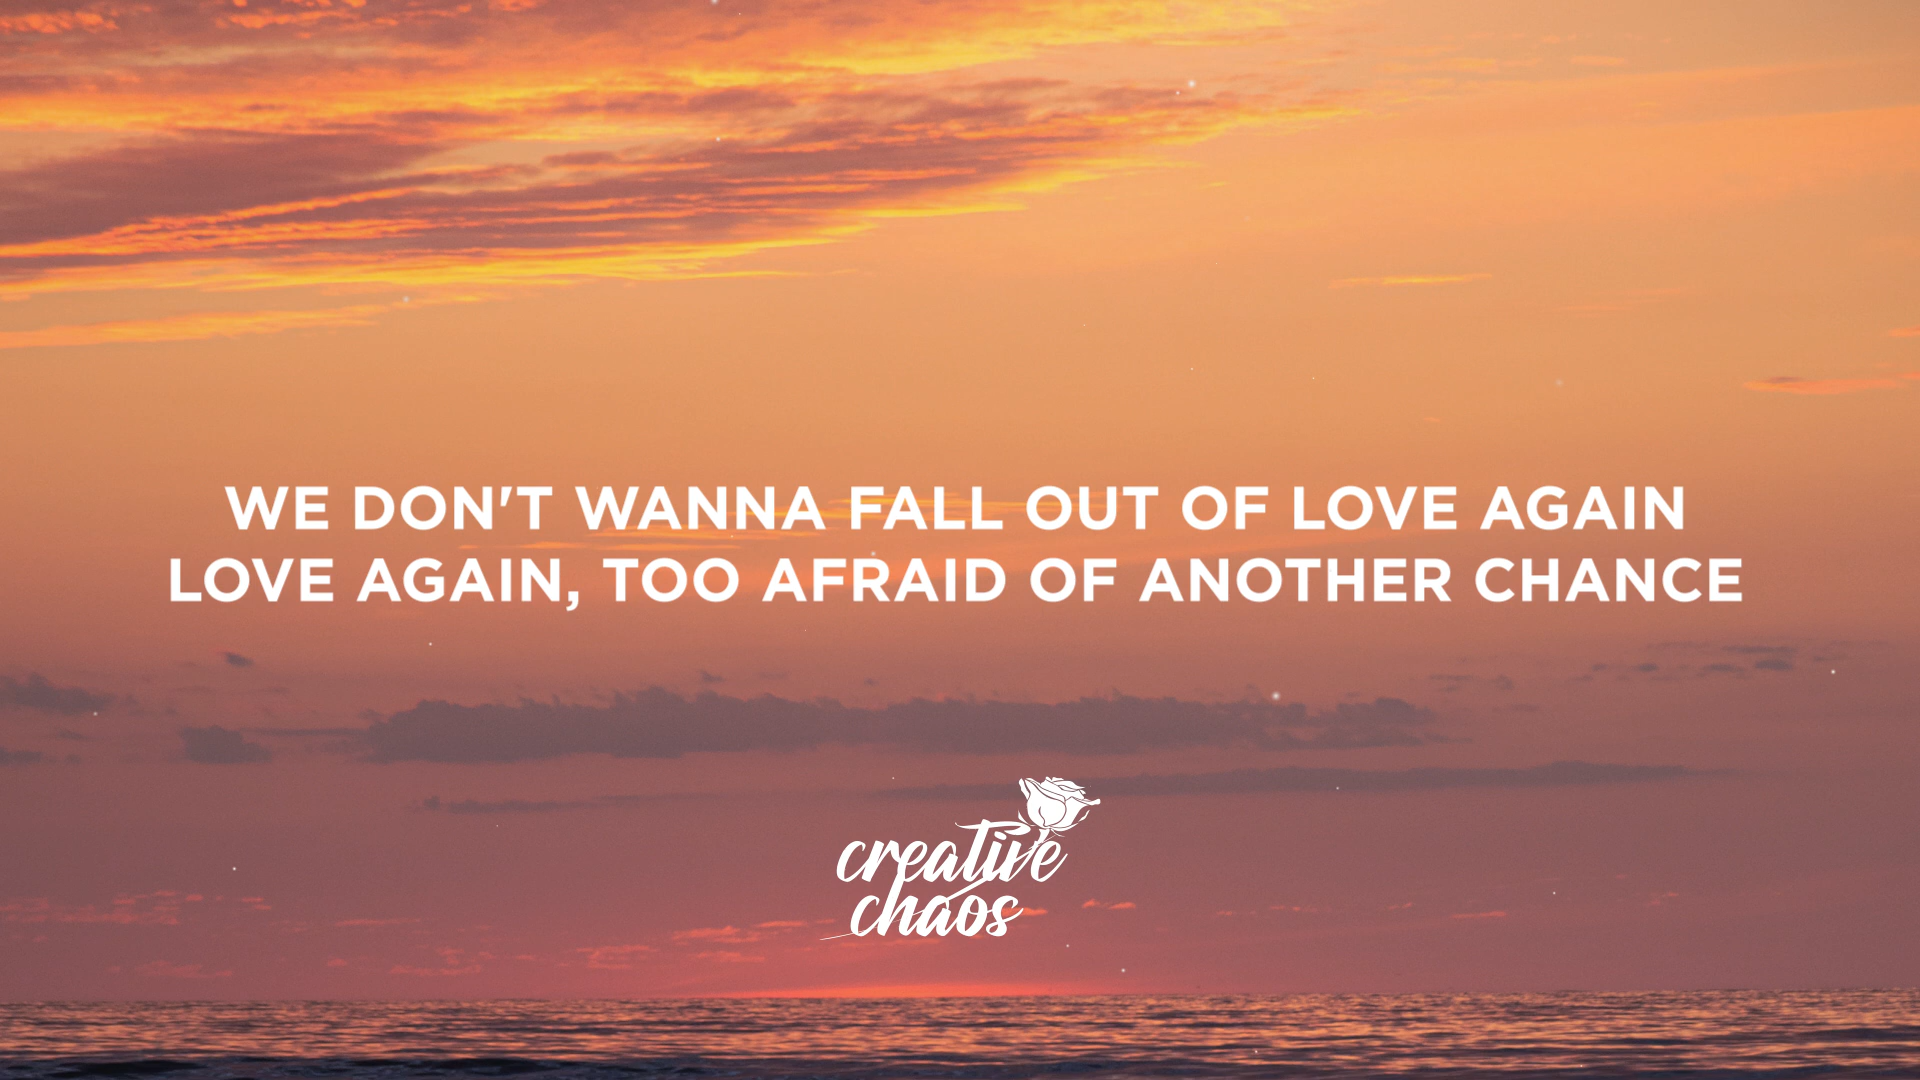 WE DON'T WANNA FALL OUT OF LOVE AGAIN
LOVE AGAIN, TOO AFRAID OF ANOTHER CHANCE
creative
chaos